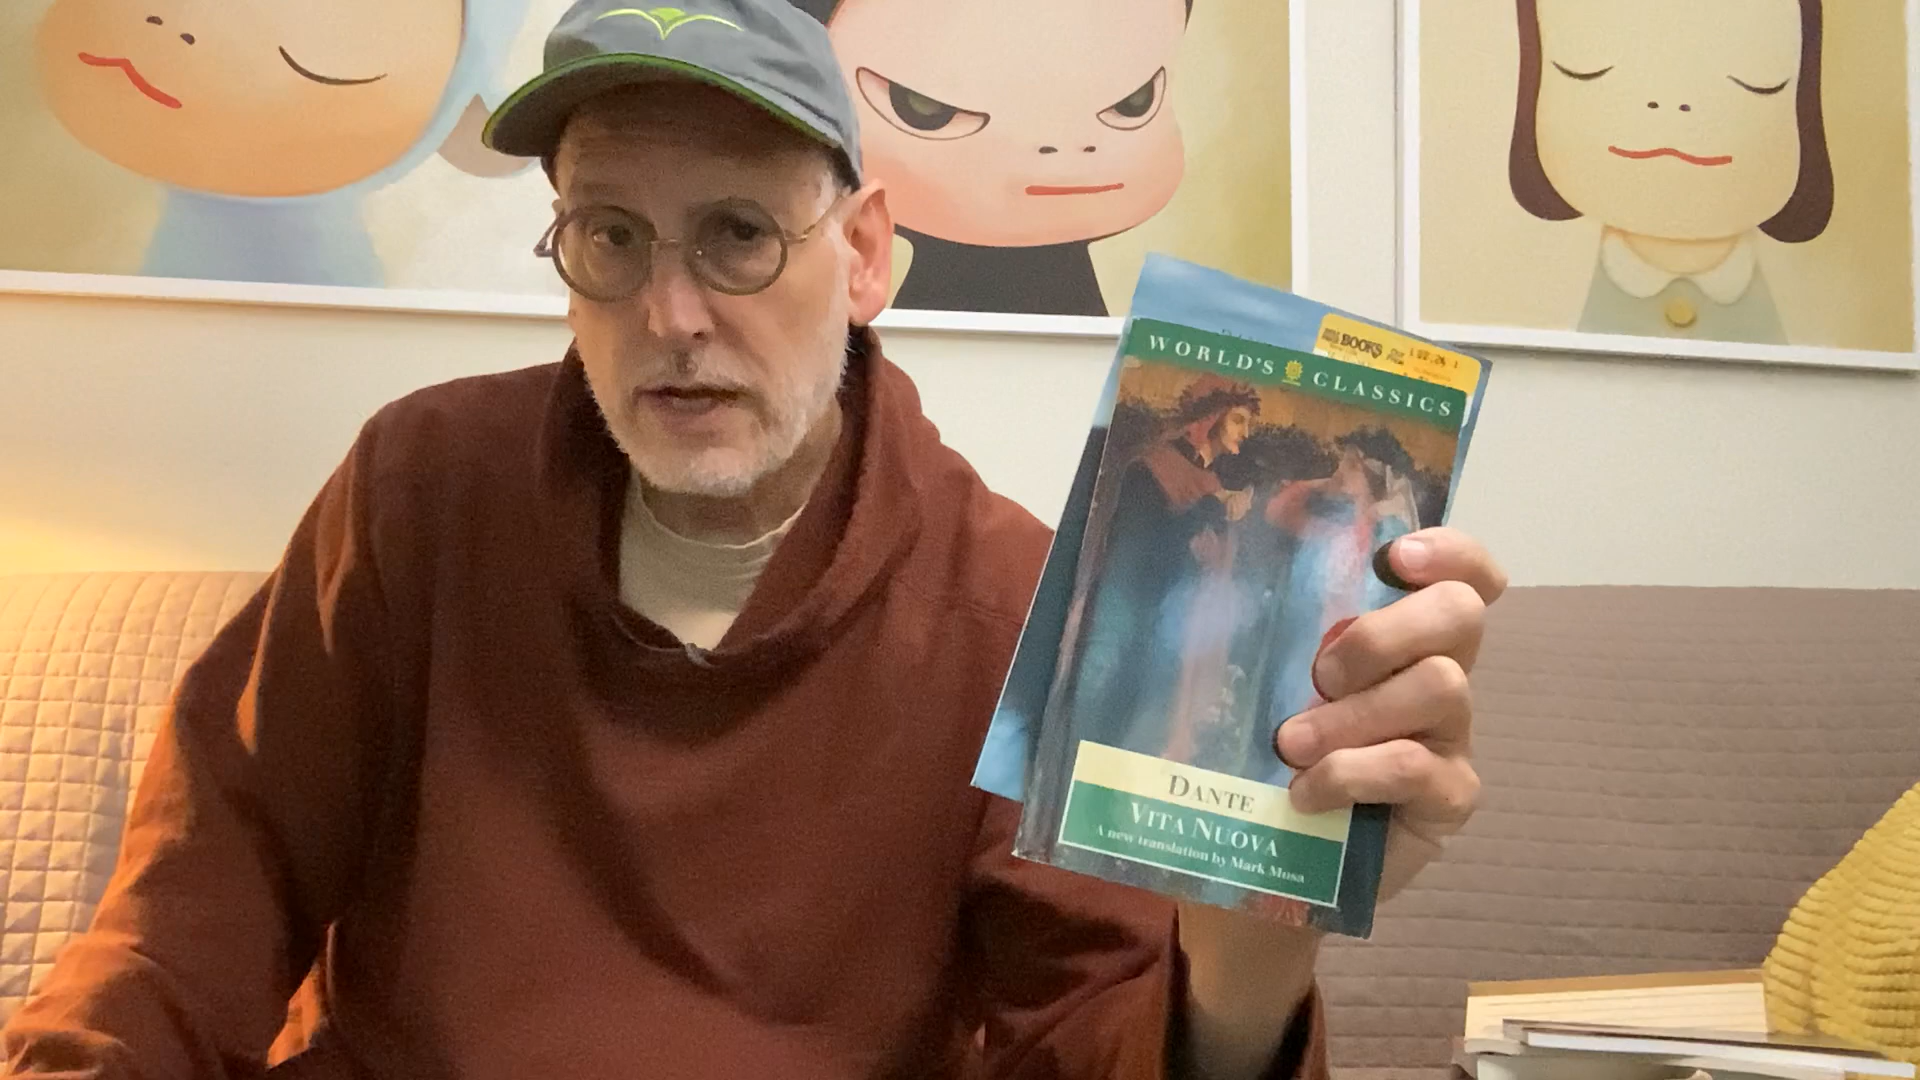 BOOKS
WORLD'S CLASSICS
DANTE
VITA NUOVA
A new translation by Mark Musa